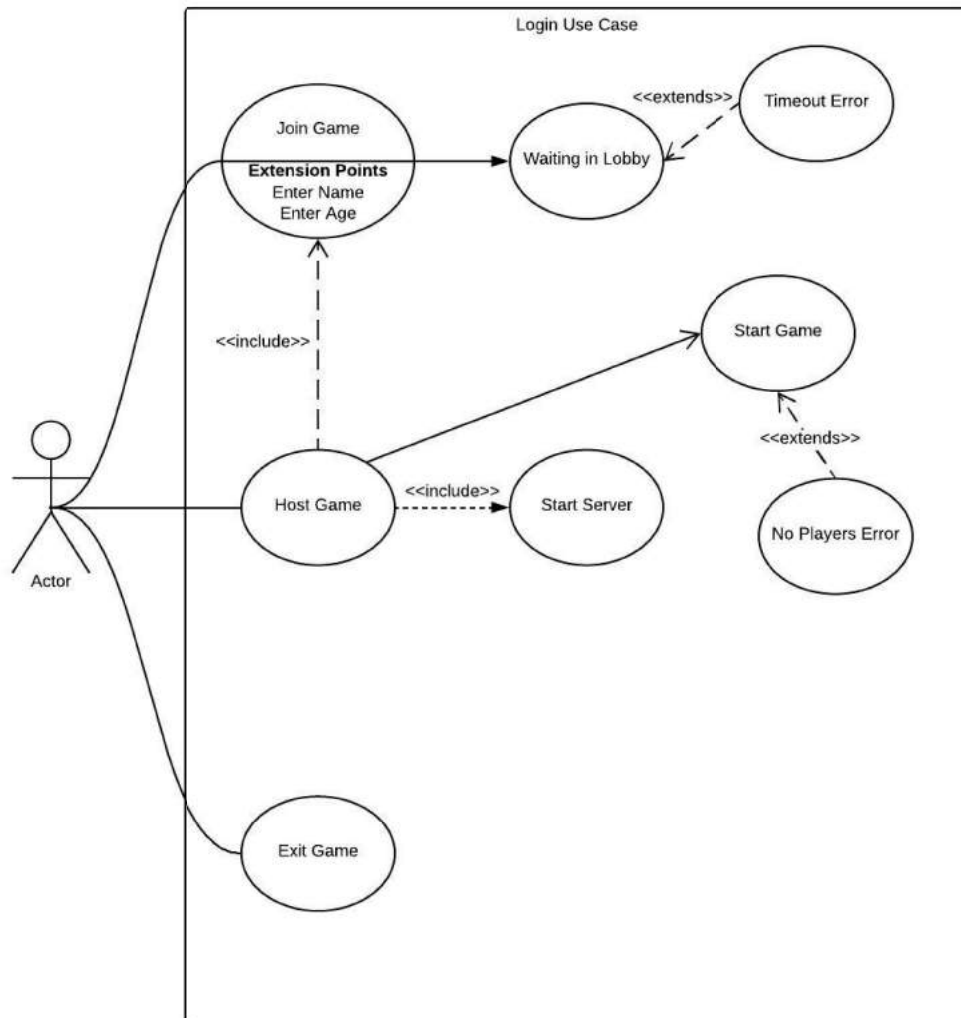 Login Use Case
Join Game
Extension Points
Enter Name
Enter Age
Waiting in Lobby
<<extends>>
Timeout Error
<<include>>
Start Game
<<extends>>
No Players Error
Host Game
<<include>>
Start Server
Actor
Exit Game